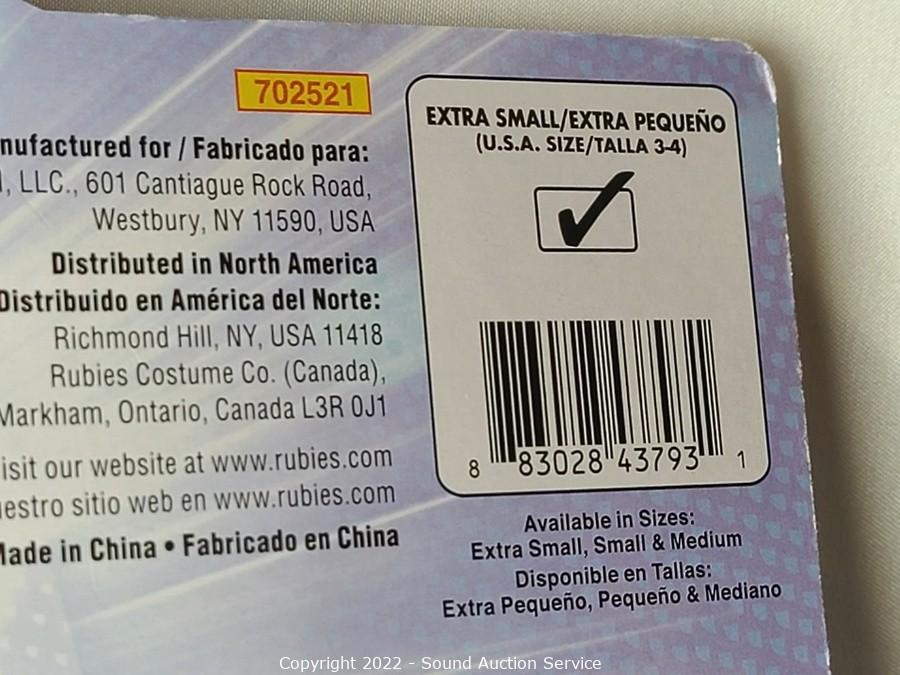 702521
nufactured for / Fabricado para:
LLC., 601 Cantiague Rock Road,
Westbury, NY 11590, USA
Distributed in North America
Distribuido en América del Norte:
Richmond Hill, NY, USA 11418
Rubies Costume Co. (Canada),
Markham, Ontario, Canada L3R 0J1
isit our website at www.rubies.com
uestro sitio web en www.rubies.com
Made in China • Fabricado en China
EXTRA SMALL/EXTRA PEQUEÑO
(U.S.A. SIZE/TALLA 3-4)
8 83028 43793 1
Available in Sizes:
Extra Small, Small & Medium
Disponible en Tallas:
Extra Pequeño, Pequeño & Mediano
Copyright 2022 - Sound Auction Service